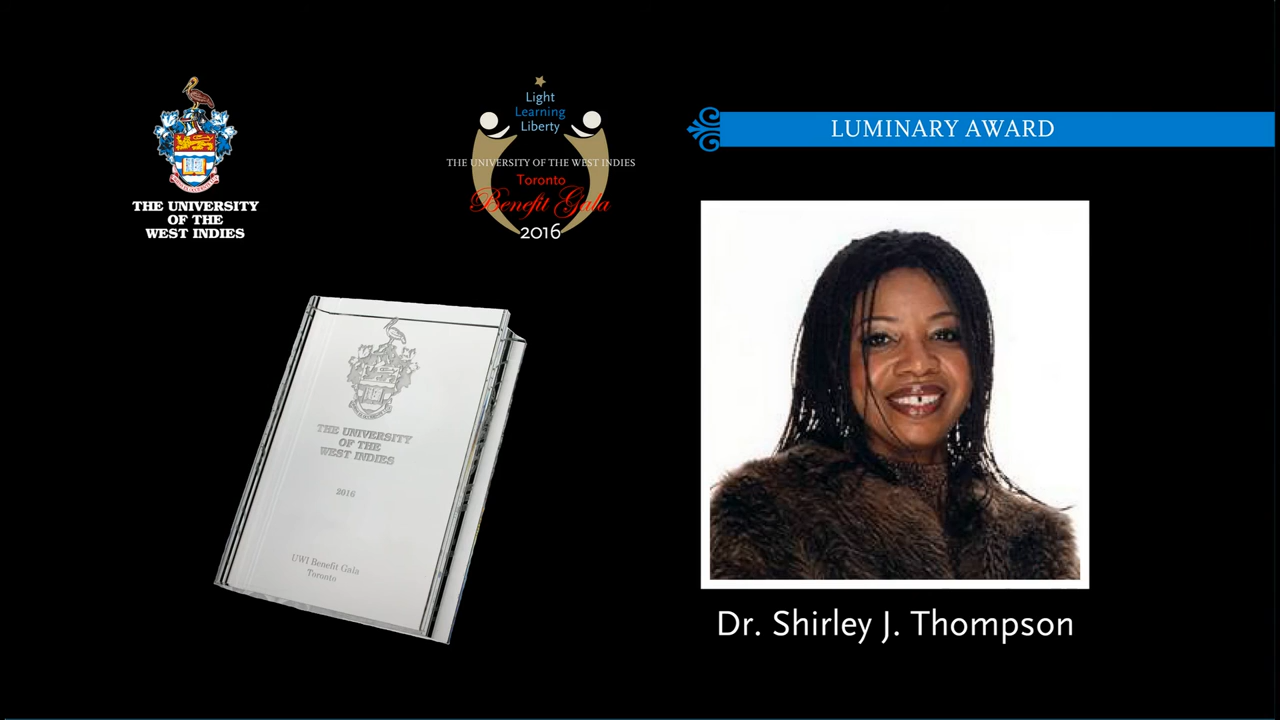 THE UNIVERSITY
OF THE
WEST INDIES
Light
Learning
Liberty
THE UNIVERSITY OF THE WEST INDIES
Toronto
Benefit Gala
2016
LUMINARY AWARD
THE UNIVERSITY
OF THE
WEST INDIES
2016
UWI Benefit Gala
Toronto
Dr. Shirley J. Thompson